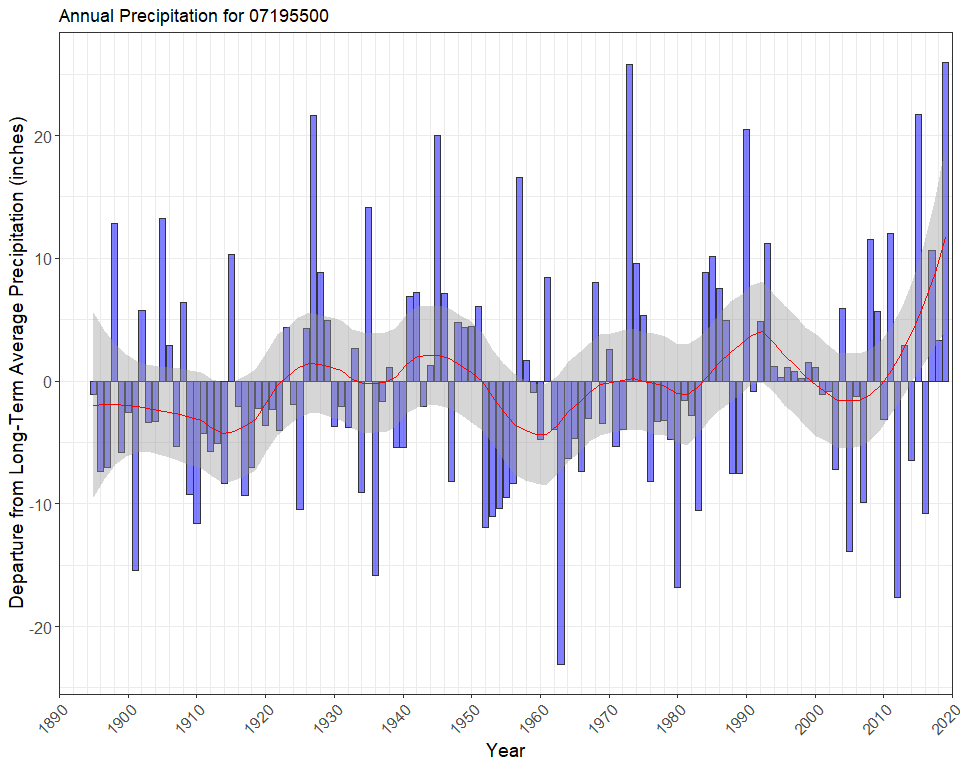 Annual Precipitation for 07195500
Departure from Long-Term Average Precipitation (inches)
20
10
0
-10
-20
1890 1900 1910 1920 1930 1940 1950 1960 1970 1980 1990 2000 2010 2020
Year